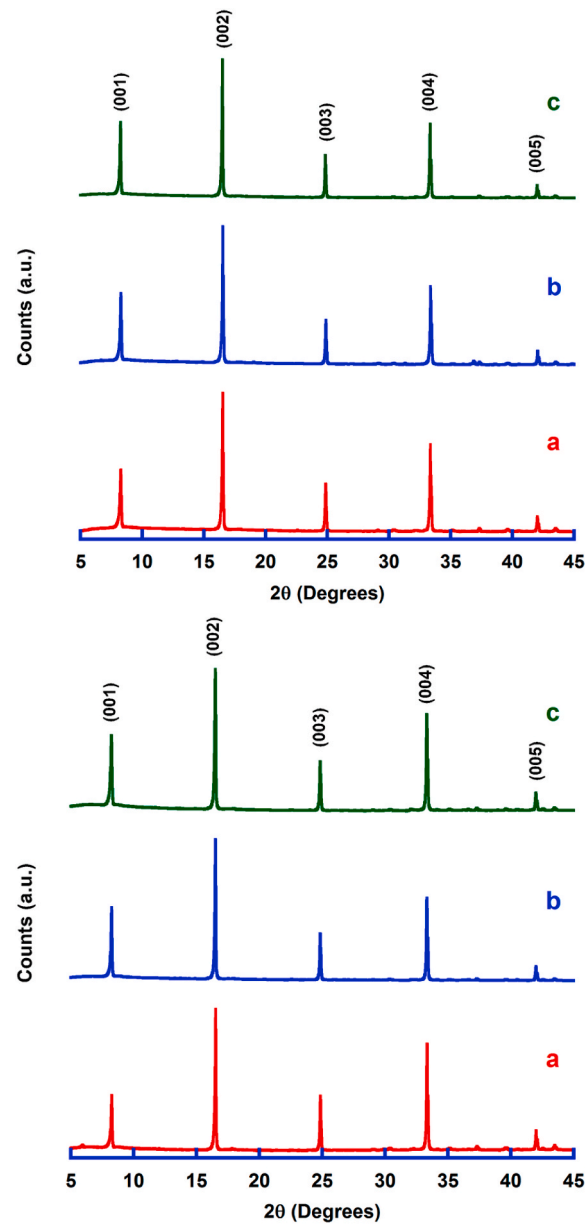 (002)
(001)
(004)
(003)
(005)
c
b
a
Counts (a.u.)
5 10 15 20 25 30 35 40 45
2θ (Degrees)
(002)
(001)
(004)
(003)
(005)
c
b
a
Counts (a.u.)
5 10 15 20 25 30 35 40 45
2θ (Degrees)